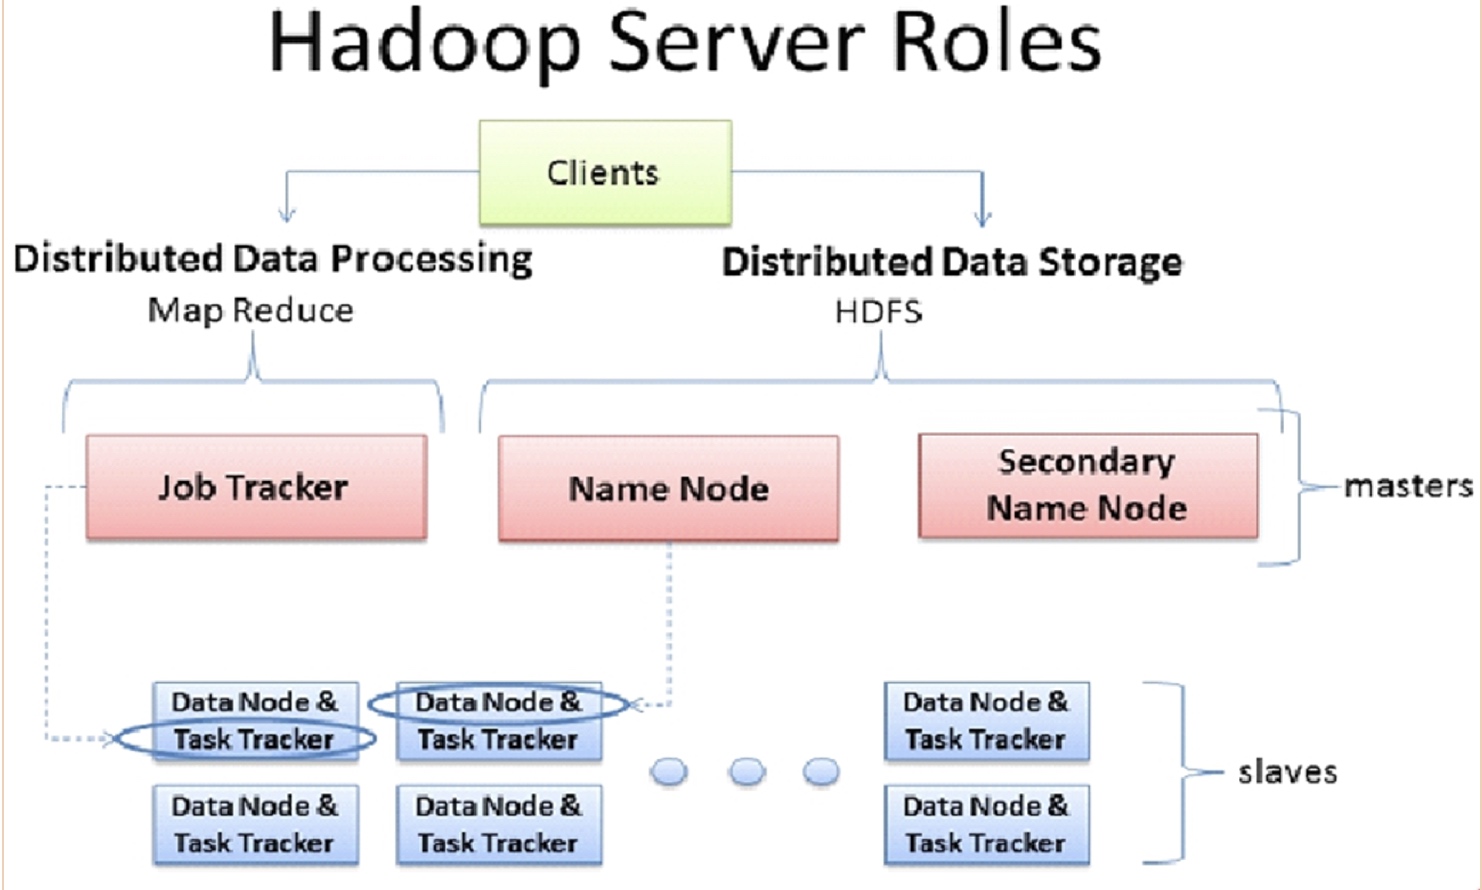 Hadoop Server Roles
Clients
Distributed Data Processing
Map Reduce
Distributed Data Storage
HDFS
Job Tracker
Name Node
Secondary
Name Node
masters
Data Node &
Task Tracker
Data Node &
Task Tracker
Data Node &
Task Tracker
Data Node &
Task Tracker
Data Node &
Task Tracker
Data Node &
Task Tracker
slaves